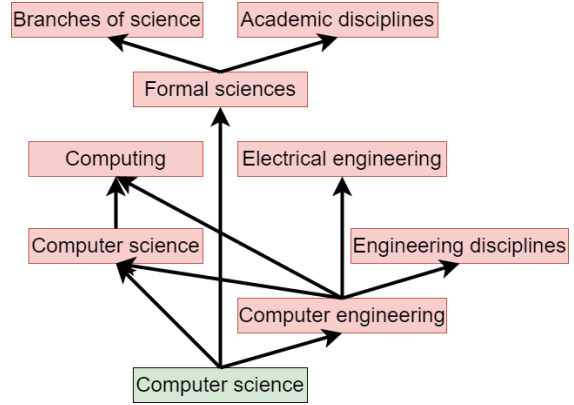 Branches of science
Academic disciplines
Formal sciences
Computing
Electrical engineering
Computer science
Engineering disciplines
Computer engineering
Computer science